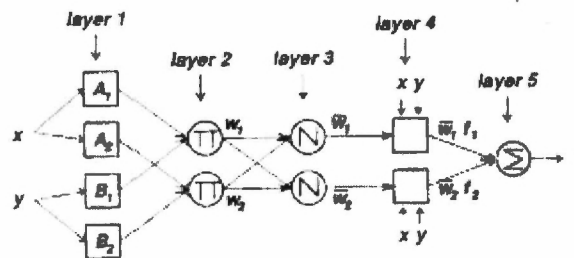 layer 1
layer 4
layer 2
layer 3
layer 5
x y
A₁
w₁
w̅₁
w̅₁ f₁
x
A₂
Π
N
Σ
B₁
y
Π
N
w₂
w̅₂
w̅₂ f₂
B₂
x y